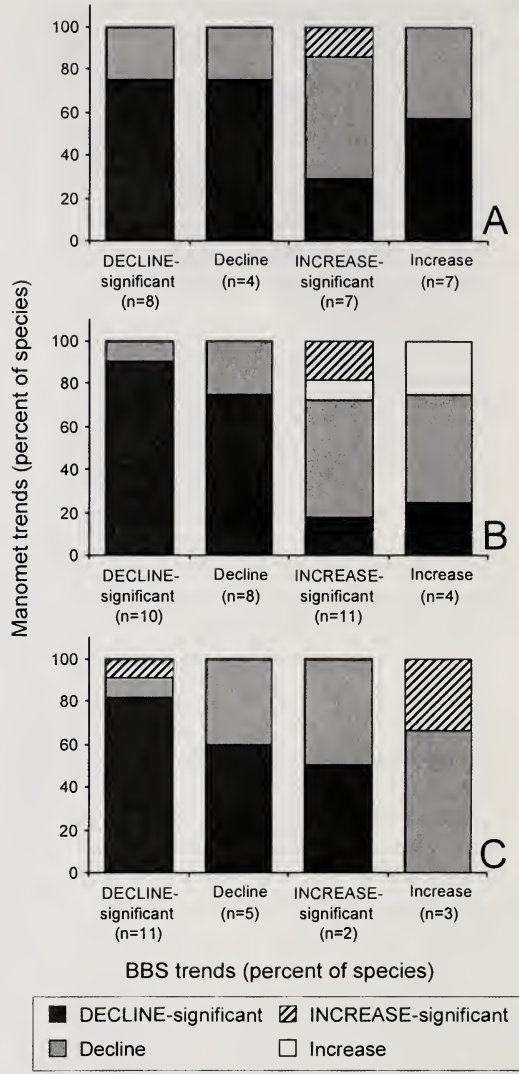 Manomet trends (percent of species)
100
80
60
40
20
0
DECLINE- Decline INCREASE- Increase
significant (n=4) significant (n=7)
(n=8) (n=7)
A
100
80
60
40
20
0
DECLINE- Decline INCREASE- Increase
significant (n=8) significant (n=4)
(n=10) (n=11)
B
100
80
60
40
20
0
DECLINE- Decline INCREASE- Increase
significant (n=5) significant (n=3)
(n=11) (n=2)
C
BBS trends (percent of species)
DECLINE-significant INCREASE-significant
Decline Increase